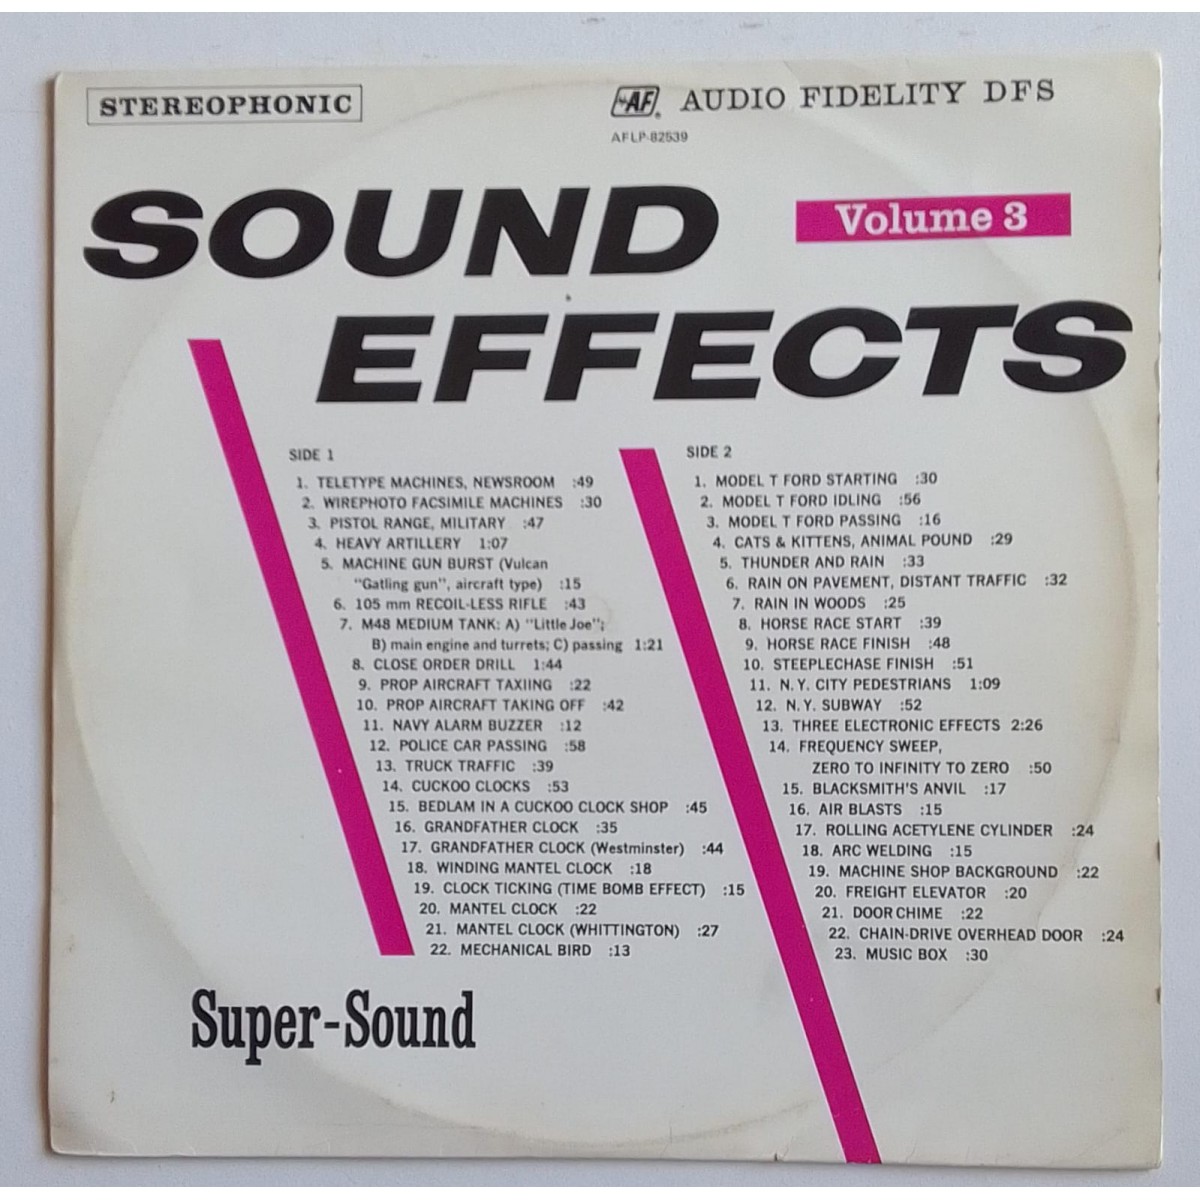 STEREOPHONIC
AF® AUDIO FIDELITY DFS
AFLP-82539
SOUND
Volume 3
EFFECTS
SIDE 1
1. TELETYPE MACHINES, NEWSROOM :49
2. WIREPHOTO FACSIMILE MACHINES :30
3. PISTOL RANGE, MILITARY :47
4. HEAVY ARTILLERY 1:07
5. MACHINE GUN BURST (Vulcan
"Gatling gun", aircraft type) :15
6. 105 mm RECOIL-LESS RIFLE :43
7. M48 MEDIUM TANK: A) "Little Joe";
B) main engine and turrets; C) passing 1:21
8. CLOSE ORDER DRILL 1:44
9. PROP AIRCRAFT TAXIING :22
10. PROP AIRCRAFT TAKING OFF :42
11. NAVY ALARM BUZZER :12
12. POLICE CAR PASSING :58
13. TRUCK TRAFFIC :39
14. CUCKOO CLOCKS :53
15. BEDLAM IN A CUCKOO CLOCK SHOP :45
16. GRANDFATHER CLOCK :35
17. GRANDFATHER CLOCK (Westminster) :44
18. WINDING MANTEL CLOCK :18
19. CLOCK TICKING (TIME BOMB EFFECT) :15
20. MANTEL CLOCK :22
21. MANTEL CLOCK (WHITTINGTON) :27
22. MECHANICAL BIRD :13
SIDE 2
1. MODEL T FORD STARTING :30
2. MODEL T FORD IDLING :56
3. MODEL T FORD PASSING :16
4. CATS & KITTENS, ANIMAL POUND :29
5. THUNDER AND RAIN :33
6. RAIN ON PAVEMENT, DISTANT TRAFFIC :32
7. RAIN IN WOODS :25
8. HORSE RACE START :39
9. HORSE RACE FINISH :48
10. STEEPLECHASE FINISH :51
11. N.Y. CITY PEDESTRIANS 1:09
12. N.Y. SUBWAY :52
13. THREE ELECTRONIC EFFECTS 2:26
14. FREQUENCY SWEEP,
ZERO TO INFINITY TO ZERO :50
15. BLACKSMITH'S ANVIL :17
16. AIR BLASTS :15
17. ROLLING ACETYLENE CYLINDER :24
18. ARC WELDING :15
19. MACHINE SHOP BACKGROUND :22
20. FREIGHT ELEVATOR :20
21. DOOR CHIME :22
22. CHAIN-DRIVE OVERHEAD DOOR :24
23. MUSIC BOX :30
Super-Sound